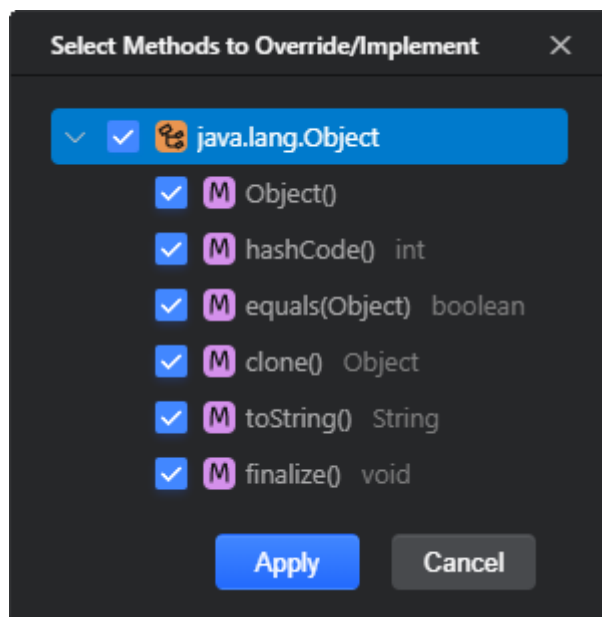 Select Methods to Override/Implement
java.lang.Object
M Object()
M hashCode() int
M equals(Object) boolean
M clone() Object
M toString() String
M finalize() void
Apply Cancel